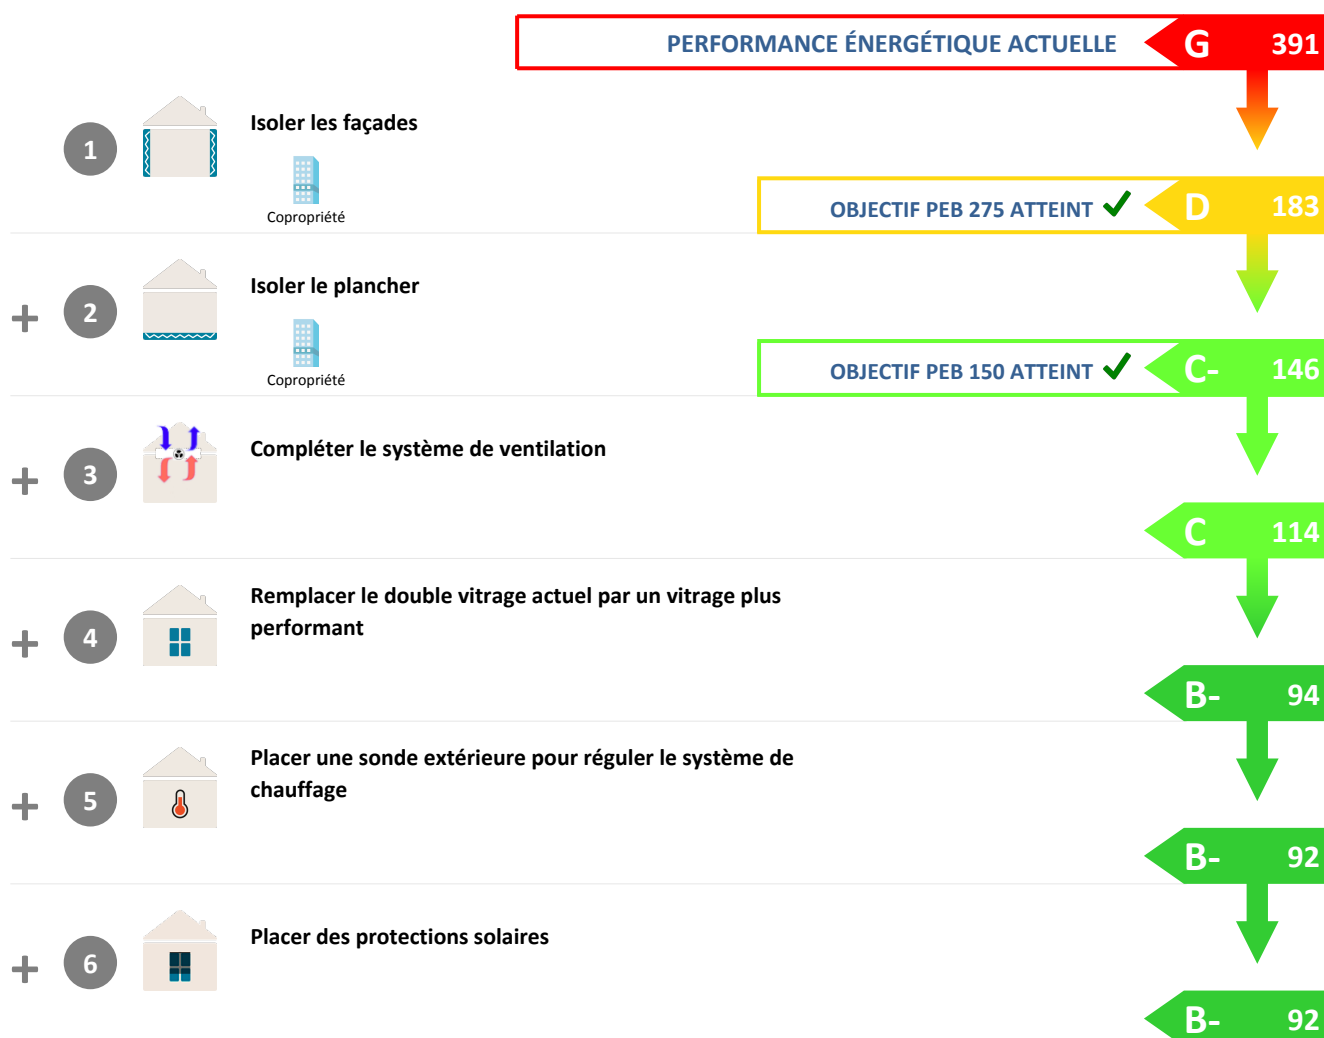 PERFORMANCE ÉNERGÉTIQUE ACTUELLE G 391
1 Isoler les façades
Copropriété
OBJECTIF PEB 275 ATTEINT D 183
+ 2 Isoler le plancher
Copropriété
OBJECTIF PEB 150 ATTEINT C- 146
+ 3 Compléter le système de ventilation
C 114
+ 4 Remplacer le double vitrage actuel par un vitrage plus
performant
B- 94
+ 5 Placer une sonde extérieure pour réguler le système de
chauffage
B- 92
+ 6 Placer des protections solaires
B- 92